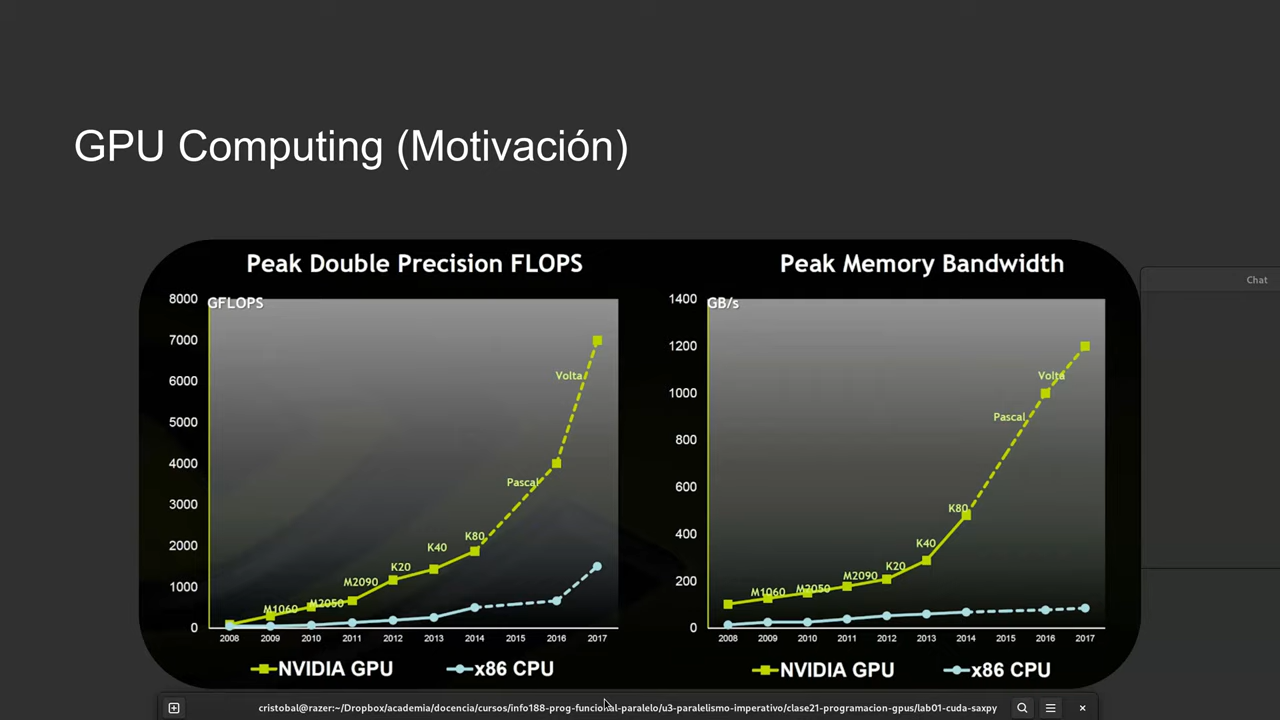 GPU Computing (Motivación)
Peak Double Precision FLOPS
8000
GFLOPS
7000
6000
5000
4000
3000
2000
1000
0
Volta
Pascal
K80
K40
K20
M2090
M2050
M1060
2008 2009 2010 2011 2012 2013 2014 2015 2016 2017
NVIDIA GPU x86 CPU
Peak Memory Bandwidth
1400
GB/s
1200
1000
800
600
400
200
0
Volta
Pascal
K80
K40
K20
M2090
M2050
M1060
2008 2009 2010 2011 2012 2013 2014 2015 2016 2017
NVIDIA GPU x86 CPU
Chat
cristobal@razer:~/Dropbox/academia/docencia/cursos/info188-prog-funcional-paralelo/u3-paralelismo-imperativo/clase21-programacion-gpus/lab01-cuda-saxpy